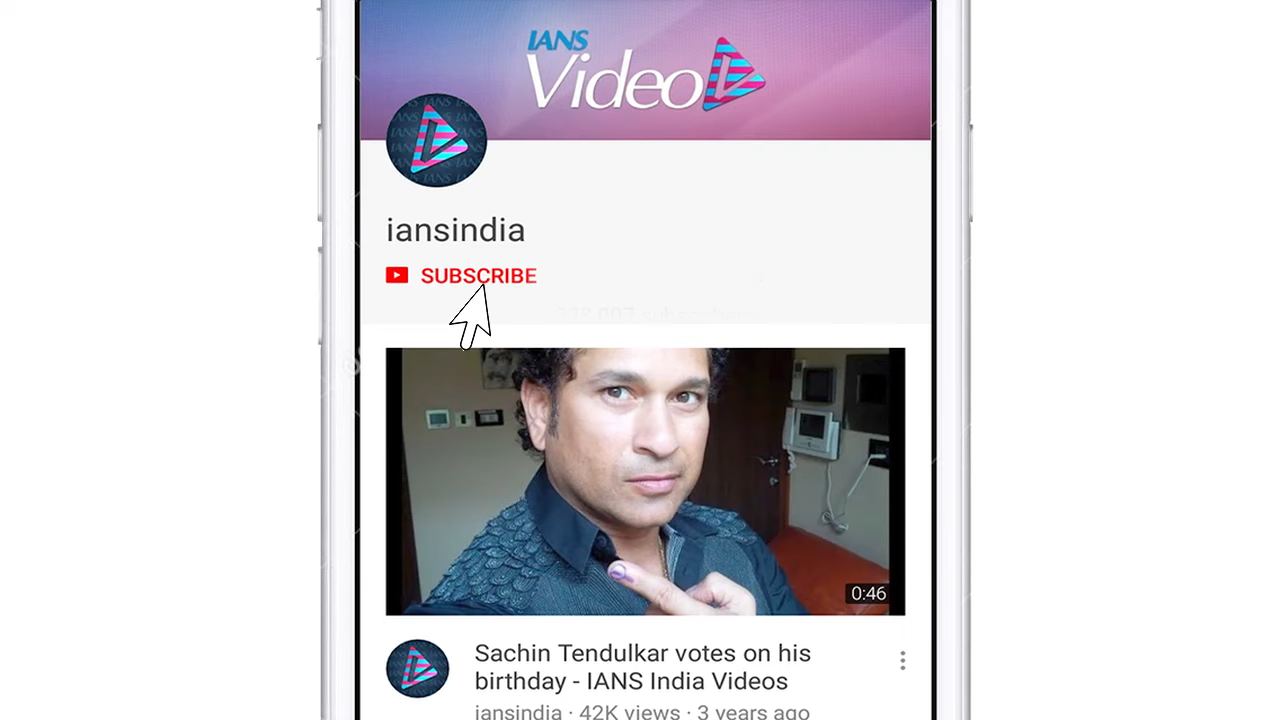 IANS
Video
iansindia
SUBSCRIBE
0:46
Sachin Tendulkar votes on his
birthday - IANS India Videos
iansindia · 42K views · 3 years ago